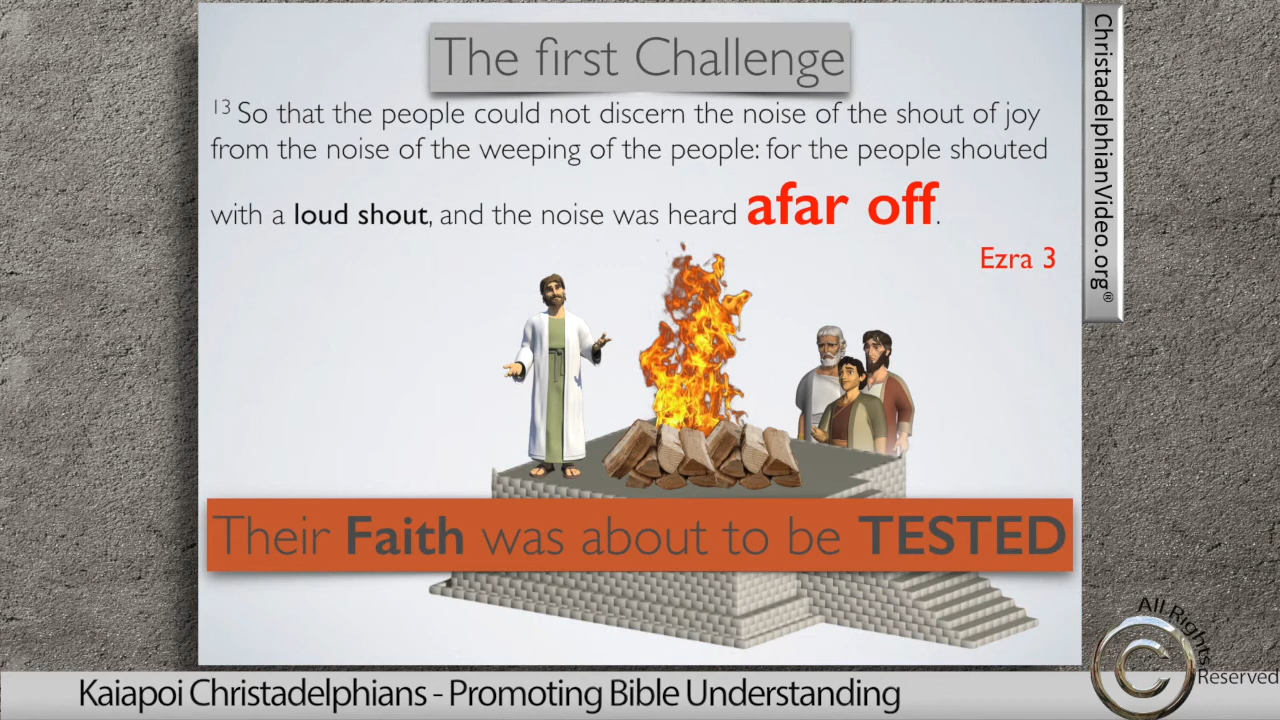 The first Challenge
13 So that the people could not discern the noise of the shout of joy
from the noise of the weeping of the people: for the people shouted
with a loud shout, and the noise was heard afar off.
Ezra 3
Their Faith was about to be TESTED
ChristadelphianVideo.org®
All Rights
Reserved
C
Kaiapoi Christadelphians - Promoting Bible Understanding